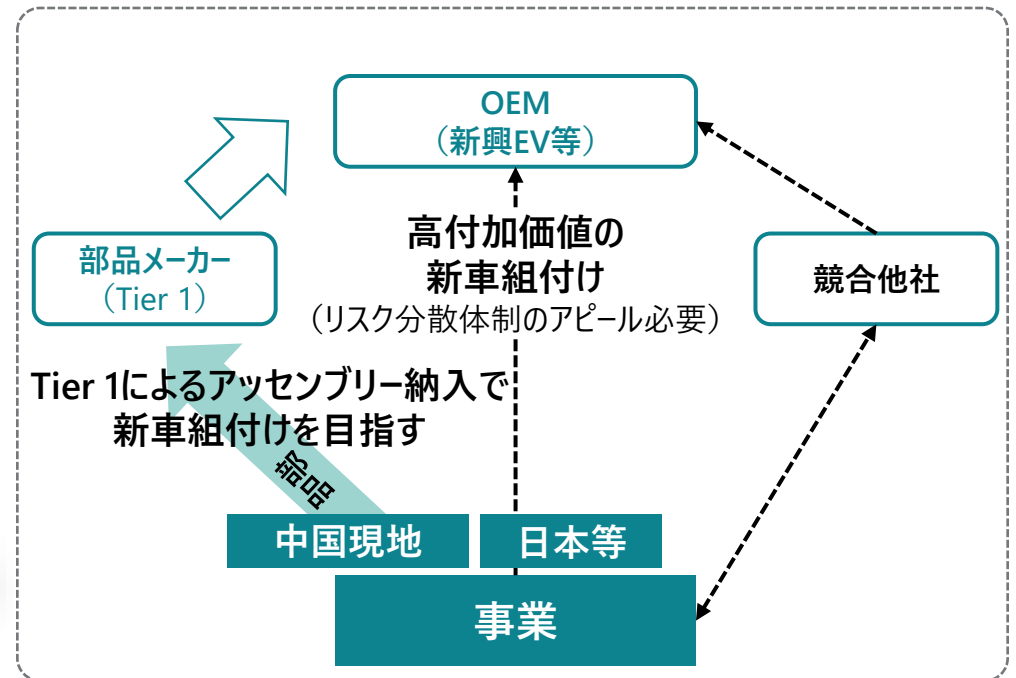 OEM
（新興EV等）
部品メーカー
（Tier 1）
高付加価値の
新車組付け
（リスク分散体制のアピール必要）
競合他社
Tier 1によるアッセンブリー納入で
新車組付けを目指す
部品
中国現地
日本等
事業